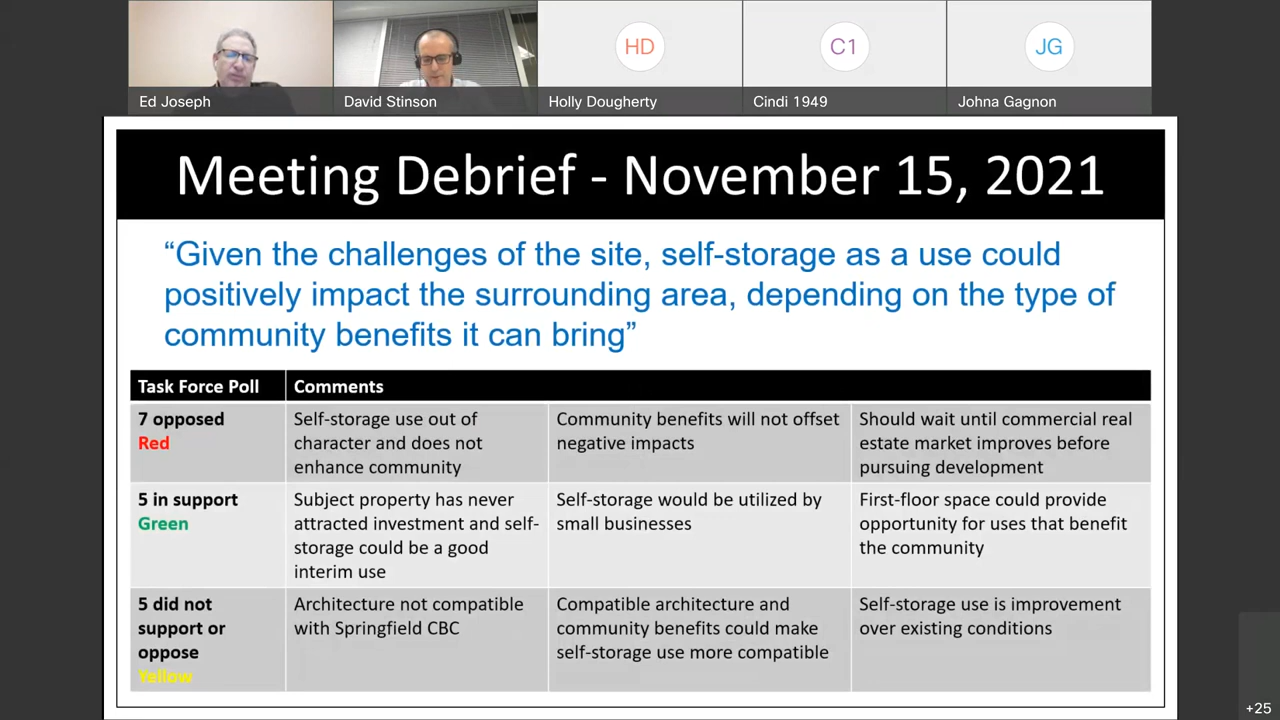 HD
C1
JG
Ed Joseph
David Stinson
Holly Dougherty
Cindi 1949
Johna Gagnon
Meeting Debrief - November 15, 2021
“Given the challenges of the site, self-storage as a use could
positively impact the surrounding area, depending on the type of
community benefits it can bring”
Task Force Poll
Comments
7 opposed
Red
Self-storage use out of
character and does not
enhance community
Community benefits will not offset
negative impacts
Should wait until commercial real
estate market improves before
pursuing development
5 in support
Green
Subject property has never
attracted investment and self-
storage could be a good
interim use
Self-storage would be utilized by
small businesses
First-floor space could provide
opportunity for uses that benefit
the community
5 did not
support or
oppose
Yellow
Architecture not compatible
with Springfield CBC
Compatible architecture and
community benefits could make
self-storage use more compatible
Self-storage use is improvement
over existing conditions
+25